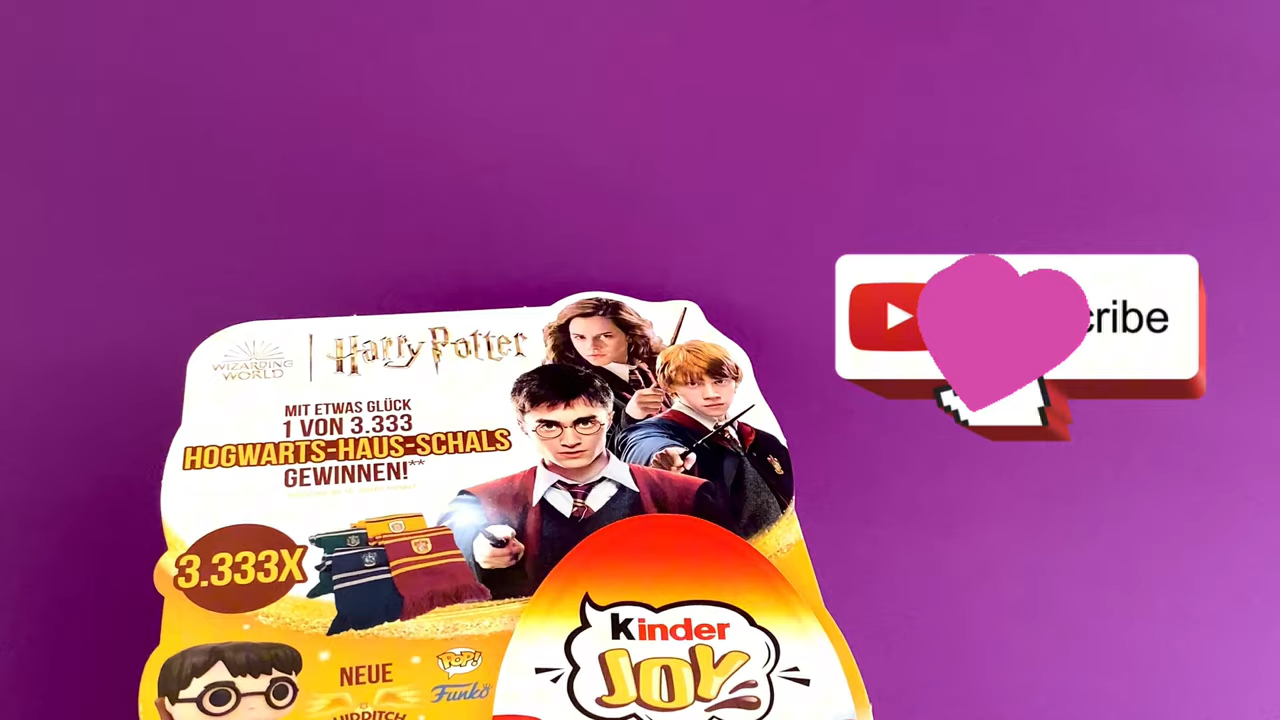 WIZARDING
WORLD
Harry Potter
MIT ETWAS GLÜCK
1 VON 3.333
HOGWARTS-HAUS-SCHALS
GEWINNEN!**
3.333X
Kinder
JOY
NEUE
POP!
Funko
cribe